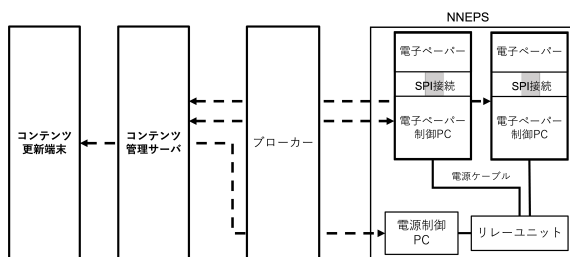 NNEPS
コンテンツ
更新端末
コンテンツ
管理サーバ
ブローカー
電子ペーパー
SPI接続
電子ペーパー
制御PC
電子ペーパー
SPI接続
電子ペーパー
制御PC
電源ケーブル
電源制御
PC
リレーユニット